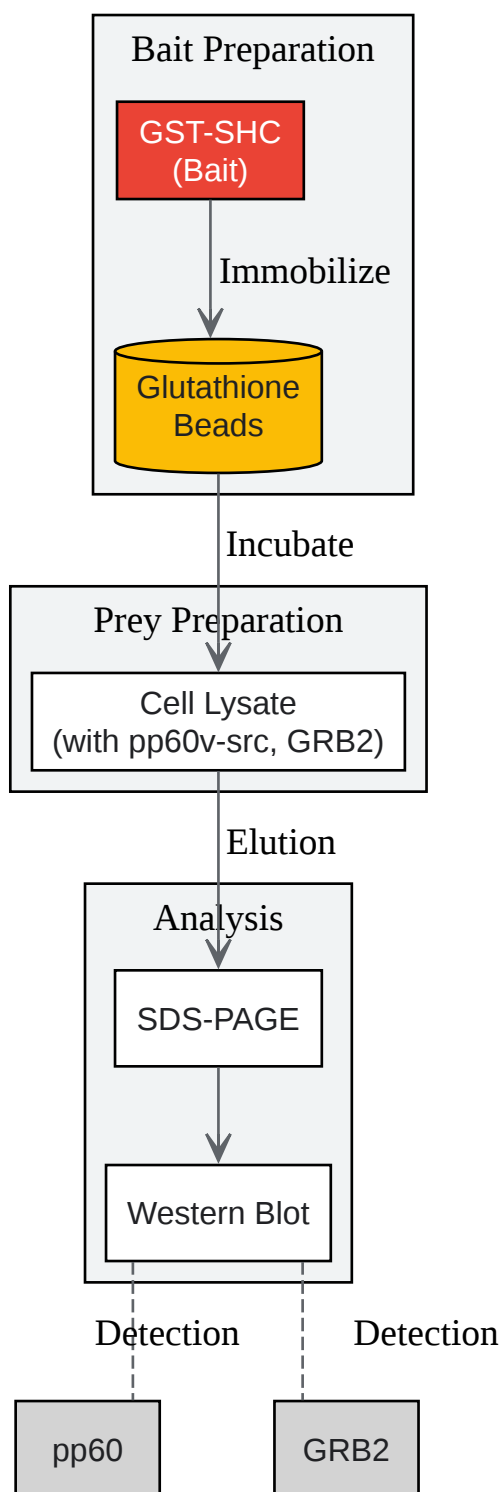 Bait Preparation
GST-SHC
(Bait)
Immobilize
Glutathione
Beads
Incubate
Prey Preparation
Cell Lysate
(with pp60v-src, GRB2)
Elution
Analysis
SDS-PAGE
Western Blot
Detection
Detection
pp60
GRB2